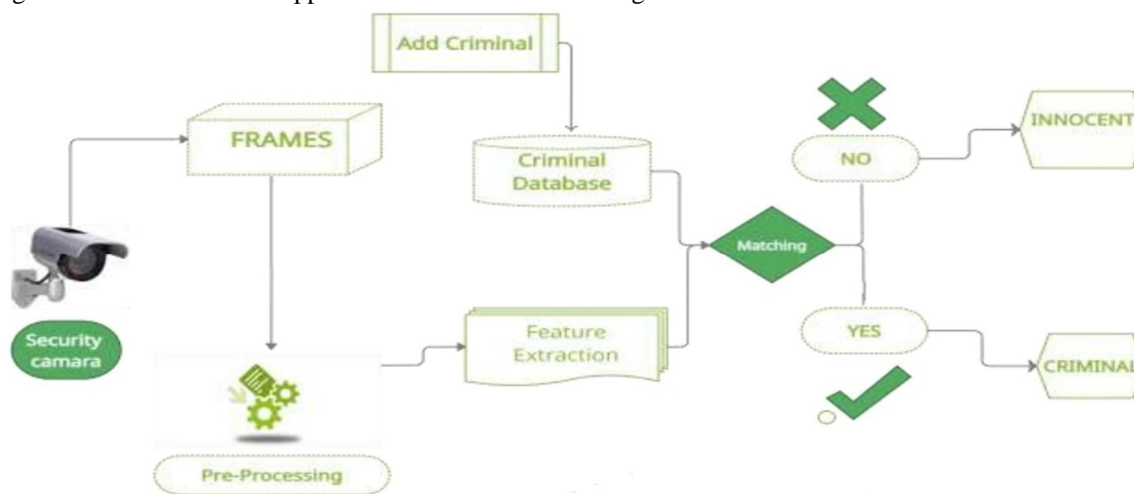 Add Criminal
FRAMES
Criminal
Database
NO
INNOCENT
Matching
Security
camara
Feature
Extraction
YES
CRIMINAL
Pre-Processing